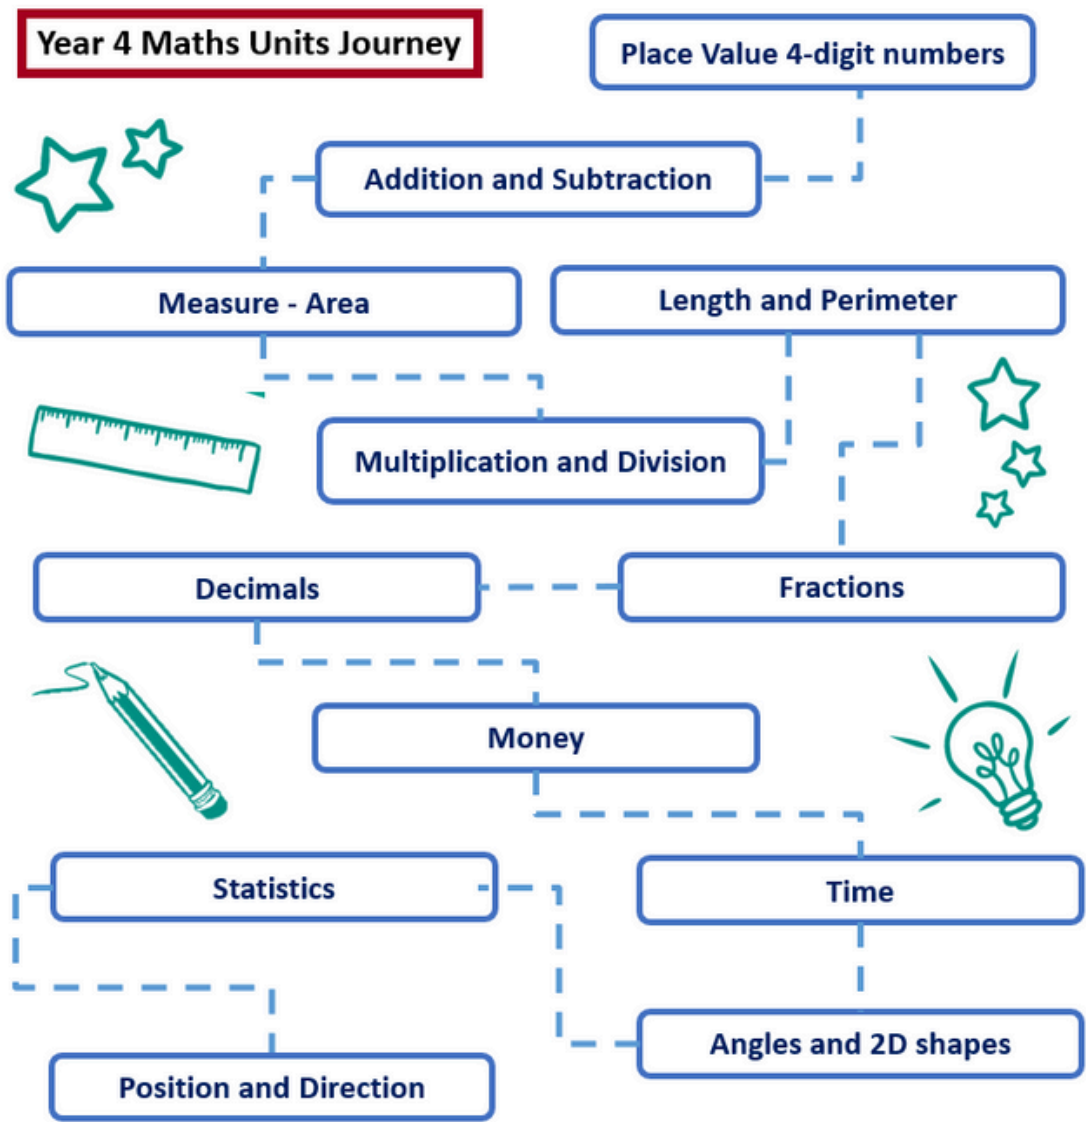 Year 4 Maths Units Journey
Place Value 4-digit numbers
Addition and Subtraction
Measure - Area
Length and Perimeter
Multiplication and Division
Decimals
Fractions
Money
Statistics
Time
Angles and 2D shapes
Position and Direction